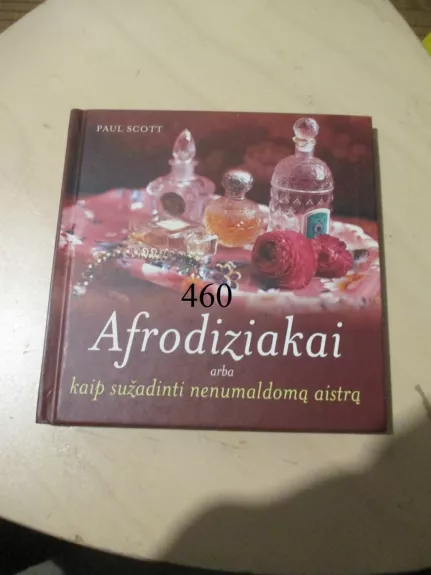 PAUL SCOTT
460
Afrodiziakai
arba
kaip sužadinti nenumaldomą aistrą